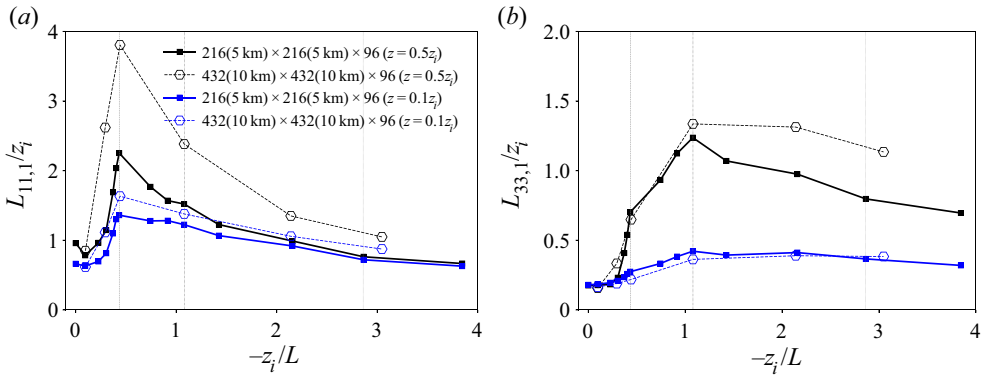 (a)
4
3
2
1
0
L11,1/zi
216(5 km) × 216(5 km) × 96 (z = 0.5zi)
432(10 km) × 432(10 km) × 96 (z = 0.5zi)
216(5 km) × 216(5 km) × 96 (z = 0.1zi)
432(10 km) × 432(10 km) × 96 (z = 0.1zi)
0 1 2 3 4
−zi/L
(b)
2.0
1.5
1.0
0.5
0
L33,1/zi
0 1 2 3 4
−zi/L